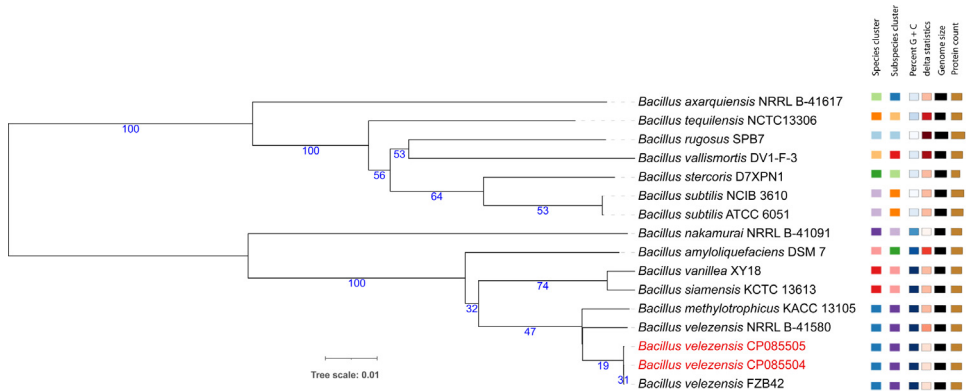 Species cluster
Subspecies cluster
Percent G + C
delta statistics
Genome size
Protein count
Bacillus axarquiensis NRRL B-41617
100
Bacillus tequilensis NCTC13306
100
Bacillus rugosus SPB7
53
Bacillus vallismortis DV1-F-3
56
Bacillus stercoris D7XPN1
64
Bacillus subtilis NCIB 3610
53
Bacillus subtilis ATCC 6051
Bacillus nakamurai NRRL B-41091
Bacillus amyloliquefaciens DSM 7
100
Bacillus vanillea XY18
74
Bacillus siamensis KCTC 13613
32
Bacillus methylotrophicus KACC 13105
47
Bacillus velezensis NRRL B-41580
Bacillus velezensis CP085505
19
Bacillus velezensis CP085504
31
Bacillus velezensis FZB42
Tree scale: 0.01